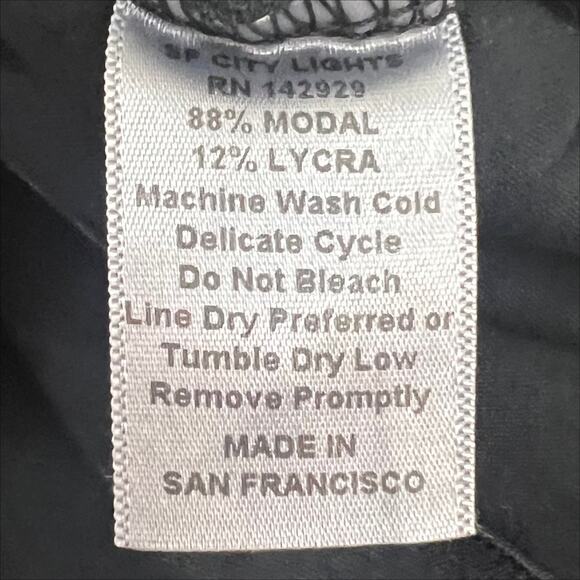 SF CITY LIGHTS
RN 142929
88% MODAL
12% LYCRA
Machine Wash Cold
Delicate Cycle
Do Not Bleach
Line Dry Preferred or
Tumble Dry Low
Remove Promptly
MADE IN
SAN FRANCISCO